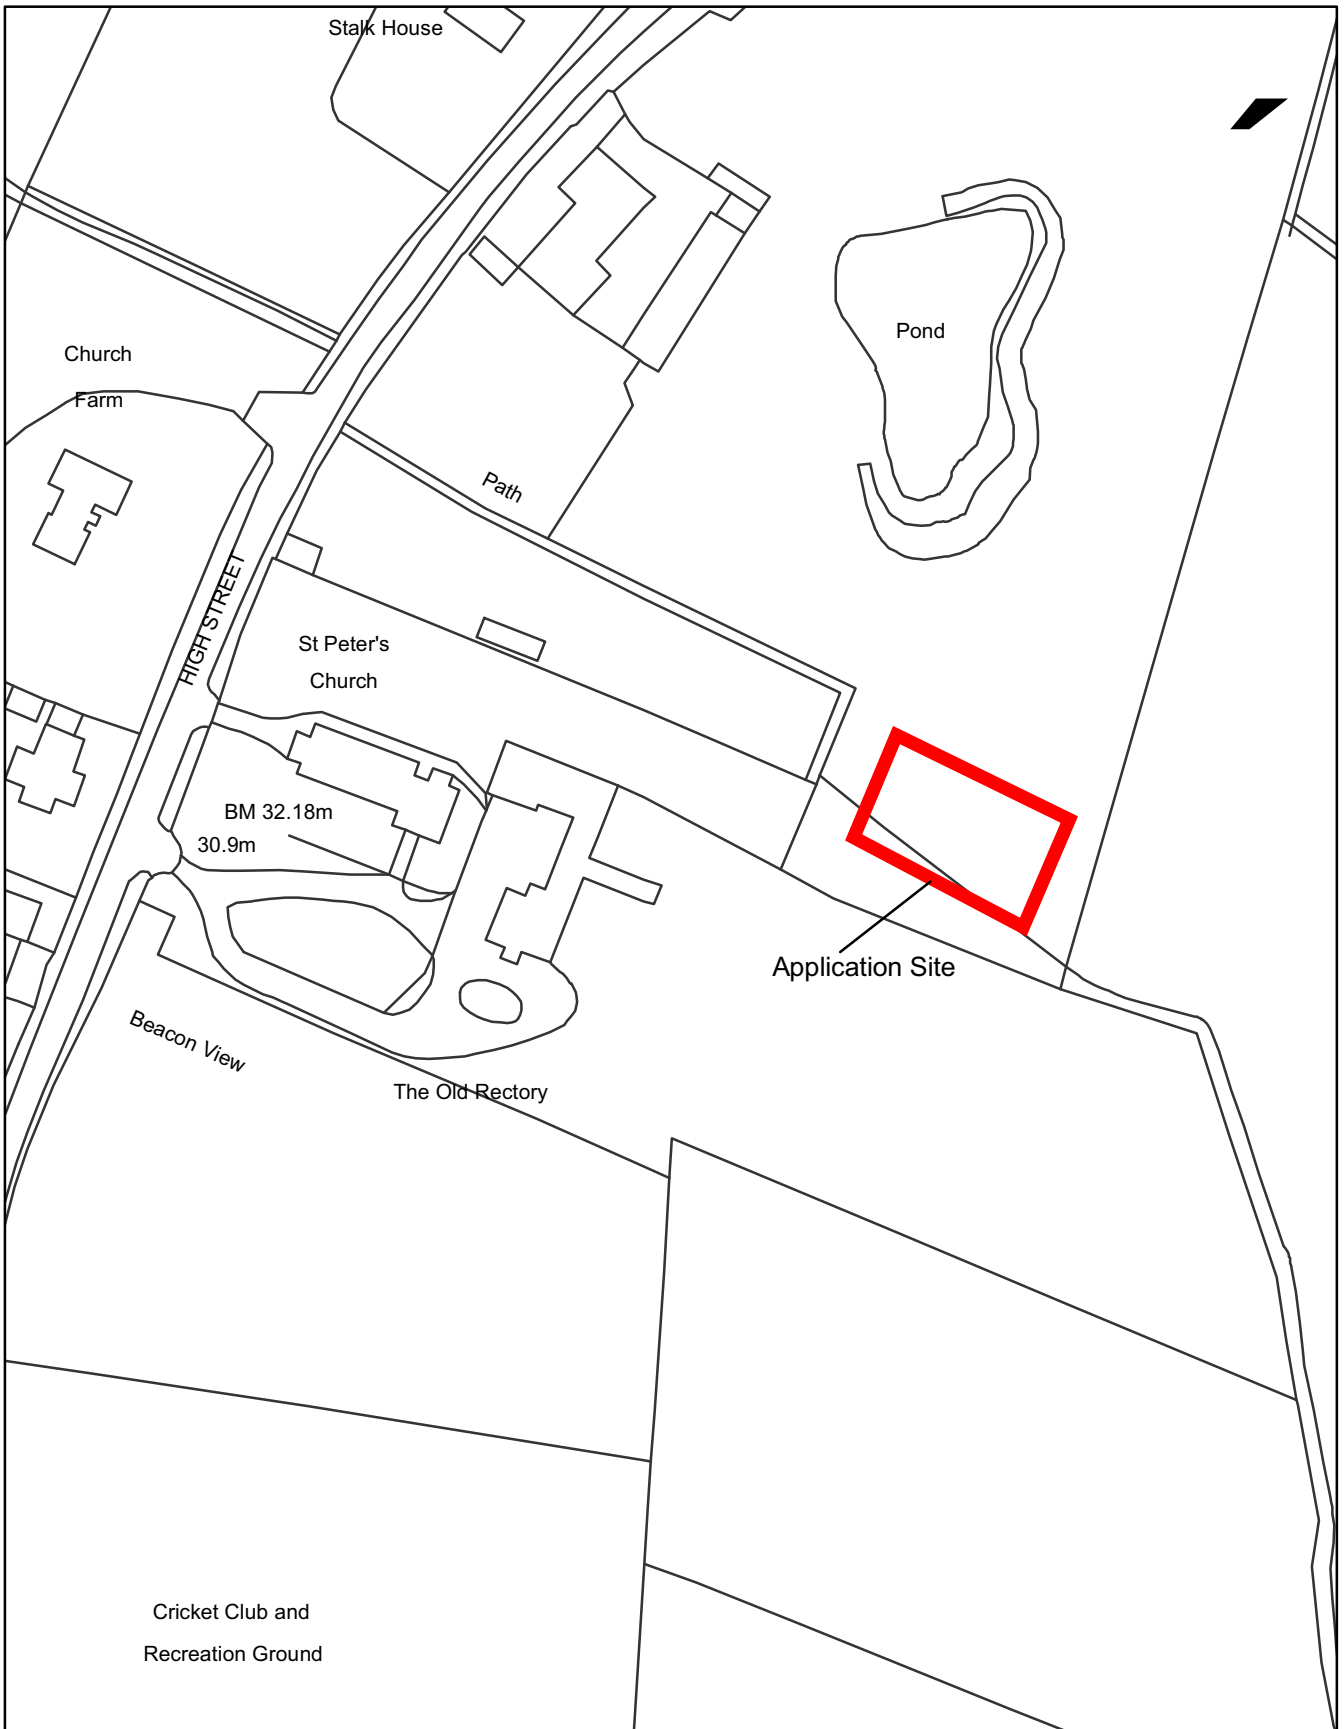 Stalk House
Pond
Church
Farm
Path
HIGH STREET
St Peter's
Church
BM 32.18m
30.9m
Application Site
Beacon View
The Old Rectory
Cricket Club and
Recreation Ground